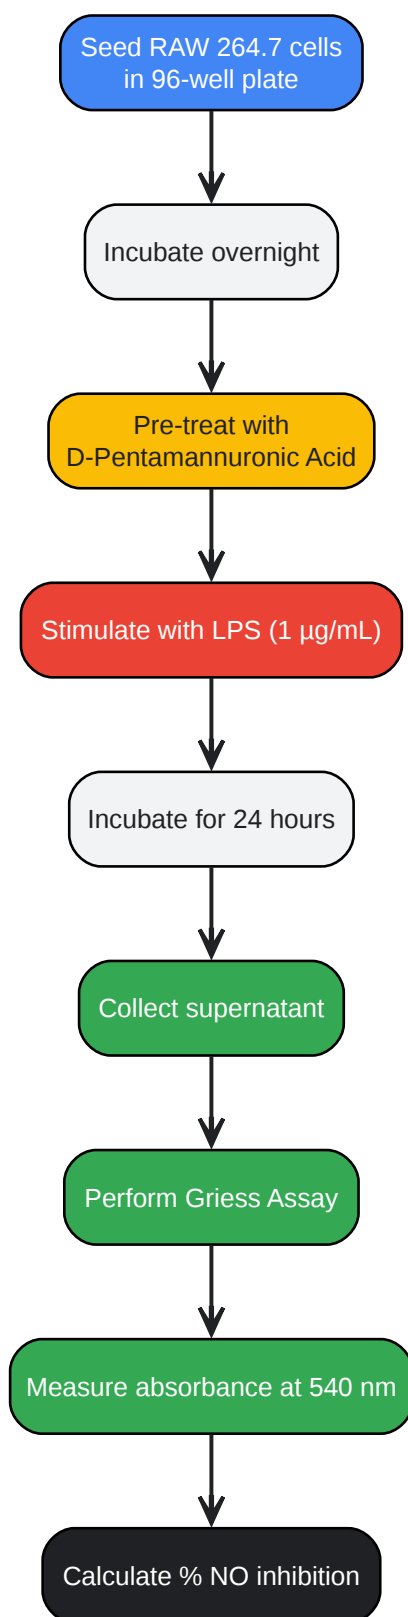 Seed RAW 264.7 cells
in 96-well plate
Incubate overnight
Pre-treat with
D-Pentamannuronic Acid
Stimulate with LPS (1 µg/mL)
Incubate for 24 hours
Collect supernatant
Perform Griess Assay
Measure absorbance at 540 nm
Calculate % NO inhibition